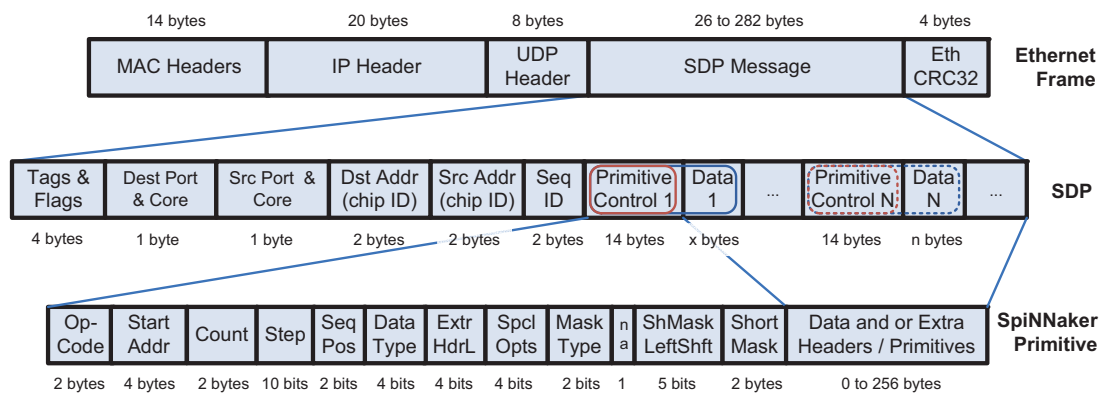 14 bytes 20 bytes 8 bytes 26 to 282 bytes 4 bytes
MAC Headers IP Header UDP Header SDP Message Eth CRC32 Ethernet Frame
Tags & Flags Dest Port & Core Src Port & Core Dst Addr (chip ID) Src Addr (chip ID) Seq ID Primitive Control 1 Data 1 ... Primitive Control N Data N ... SDP
4 bytes 1 byte 1 byte 2 bytes 2 bytes 2 bytes 14 bytes x bytes 14 bytes n bytes
Op-Code Start Addr Count Step Seq Pos Data Type Extr HdrL Spcl Opts Mask Type na ShMask LeftShft Short Mask Data and or Extra Headers / Primitives SpiNNaker Primitive
2 bytes 4 bytes 2 bytes 10 bits 2 bits 4 bits 4 bits 4 bits 2 bits 1 5 bits 2 bytes 0 to 256 bytes